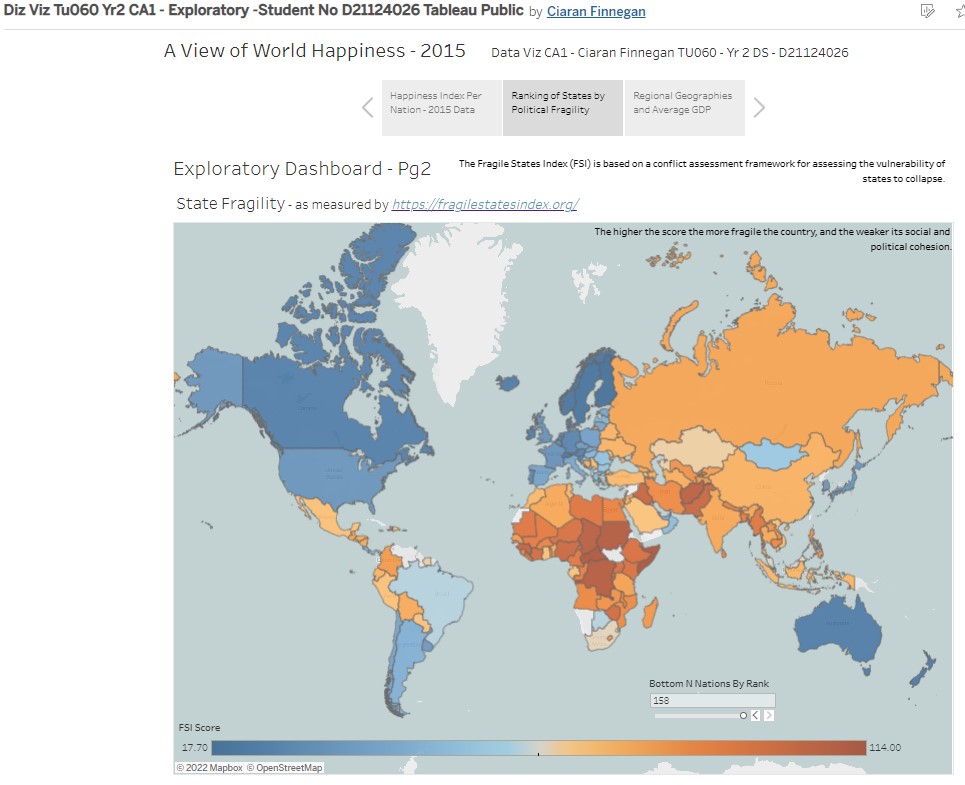 Diz Viz Tu060 Yr2 CA1 - Exploratory -Student No D21124026 Tableau Public by Ciaran Finnegan
A View of World Happiness - 2015 Data Viz CA1 - Ciaran Finnegan TU060 - Yr 2 DS - D21124026
Happiness Index Per
Nation - 2015 Data
Ranking of States by
Political Fragility
Regional Geographies
and Average GDP
Exploratory Dashboard - Pg2
The Fragile States Index (FSI) is based on a conflict assessment framework for assessing the vulnerability of
states to collapse.
State Fragility - as measured by https://fragilestatesindex.org/
The higher the score the more fragile the country, and the weaker its social and
political cohesion.
Bottom N Nations By Rank
158
FSI Score
17.70 114.00
© 2022 Mapbox © OpenStreetMap